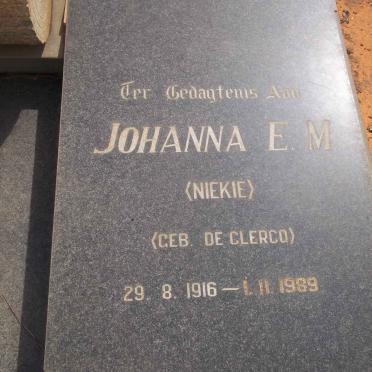 Ter Gedagtenis Aan
JOHANNA E. M
(NIEKIE)
(GEB. DE CLERCQ)
29. 8. 1916 – 1. 11. 1989